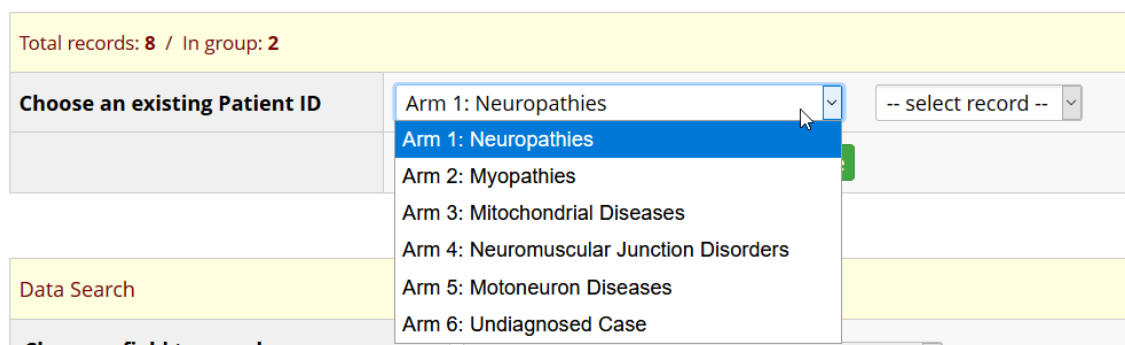 Total records: 8 / In group: 2
Choose an existing Patient ID
Arm 1: Neuropathies
-- select record --
Arm 1: Neuropathies
Arm 2: Myopathies
Arm 3: Mitochondrial Diseases
Arm 4: Neuromuscular Junction Disorders
Arm 5: Motoneuron Diseases
Arm 6: Undiagnosed Case
Data Search